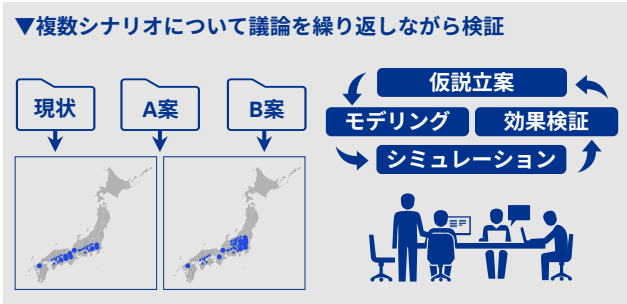 ▼複数シナリオについて議論を繰り返しながら検証
現状
A案
B案
仮説立案
モデリング
効果検証
シミュレーション